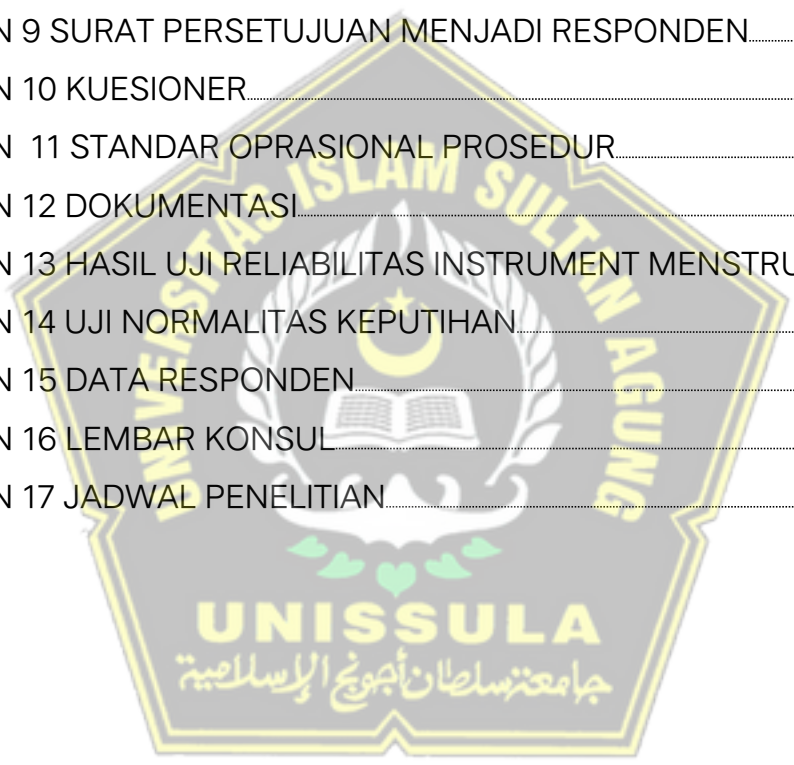 N 9 SURAT PERSETUJUAN MENJADI RESPONDEN
N 10 KUESIONER
N 11 STANDAR OPRASIONAL PROSEDUR
N 12 DOKUMENTASI
N 13 HASIL UJI RELIABILITAS INSTRUMENT MENSTRU
N 14 UJI NORMALITAS KEPUTIHAN
N 15 DATA RESPONDEN
N 16 LEMBAR KONSUL
N 17 JADWAL PENELITIAN
UNIVERSITAS ISLAM SULTAN AGUNG
UNISSULA
جامعة سلطان أجونج الإسلامية